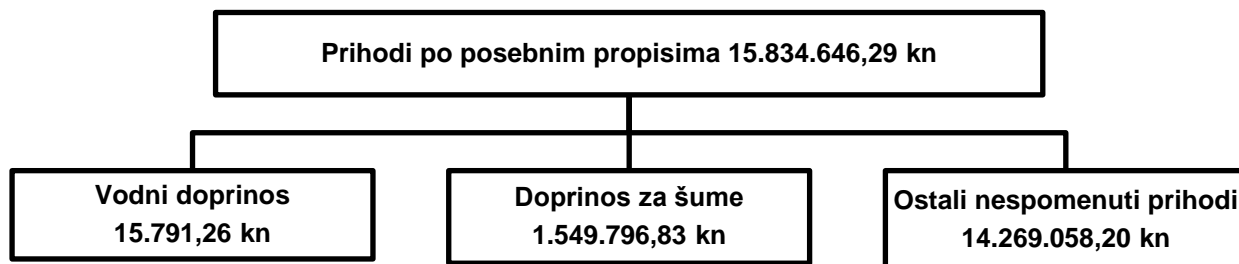 Prihodi po posebnim propisima 15.834.646,29 kn
Vodni doprinos
15.791,26 kn
Doprinos za šume
1.549.796,83 kn
Ostali nespomenuti prihodi
14.269.058,20 kn